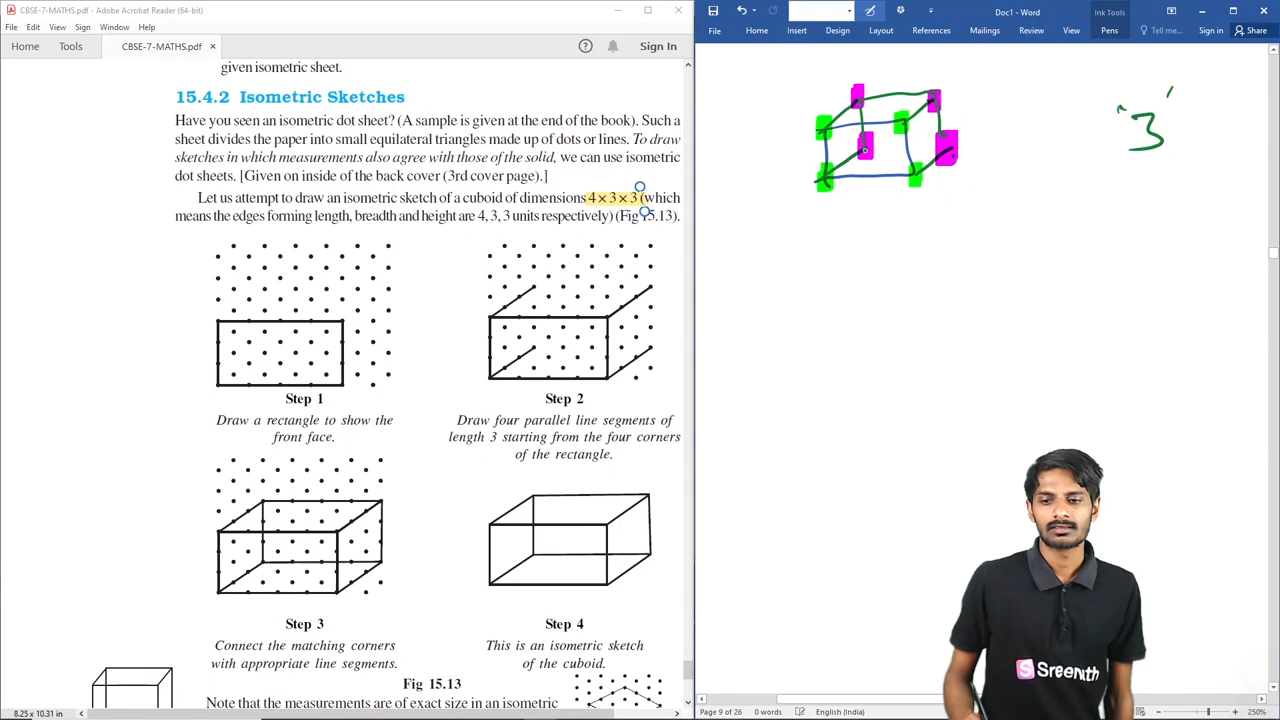 CBSE-7-MATHS.pdf - Adobe Acrobat Reader (64-bit)
File Edit View Sign Window Help
Home Tools CBSE-7-MATHS.pdf × Sign In
given isometric sheet.
15.4.2 Isometric Sketches
Have you seen an isometric dot sheet? (A sample is given at the end of the book). Such a
sheet divides the paper into small equilateral triangles made up of dots or lines. To draw
sketches in which measurements also agree with those of the solid, we can use isometric
dot sheets. [Given on inside of the back cover (3rd cover page).]
Let us attempt to draw an isometric sketch of a cuboid of dimensions 4 × 3 × 3 (which
means the edges forming length, breadth and height are 4, 3, 3 units respectively) (Fig 15.13).
Step 1
Draw a rectangle to show the
front face.
Step 2
Draw four parallel line segments of
length 3 starting from the four corners
of the rectangle.
Step 3
Connect the matching corners
with appropriate line segments.
Step 4
This is an isometric sketch
of the cuboid.
Fig 15.13
Note that the measurements are of exact size in an isometric
8.25 x 10.31 in
Doc1 - Word
Ink Tools
File Home Insert Design Layout References Mailings Review View Pens Tell me... Sign in Share
"3"
Sreenith
Page 9 of 26 0 words English (India) 250%